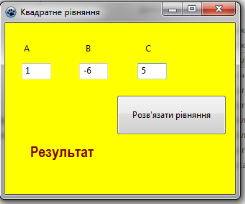 Квадратне рівняння
A B C
1 -6 5
Розв'язати рівняння
Результат